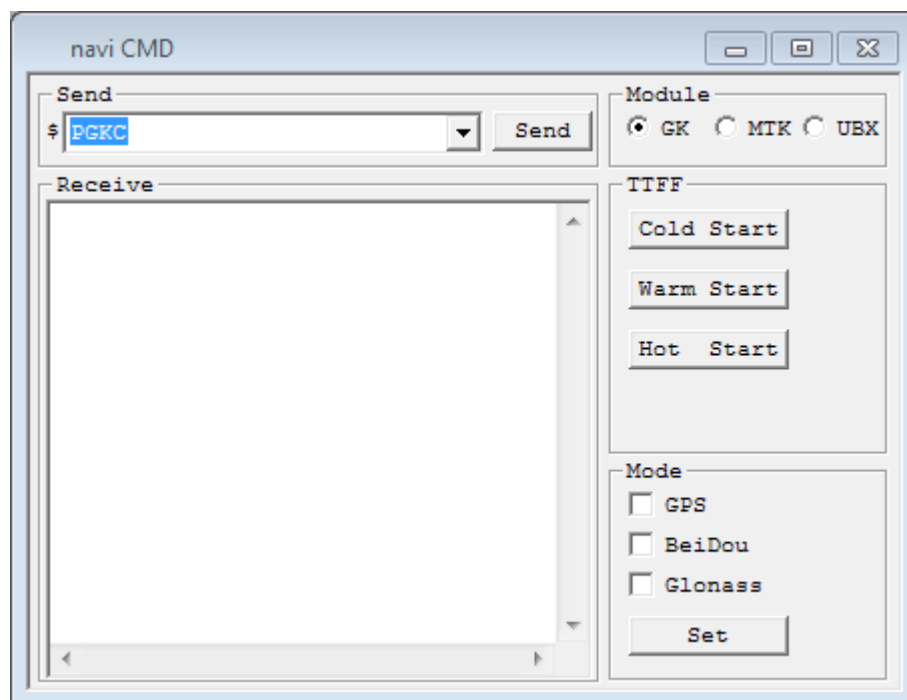 navi CMD
Send
$ PGKC Send
Module
GK MTK UBX
Receive
TTFF
Cold Start
Warm Start
Hot Start
Mode
GPS
BeiDou
Glonass
Set